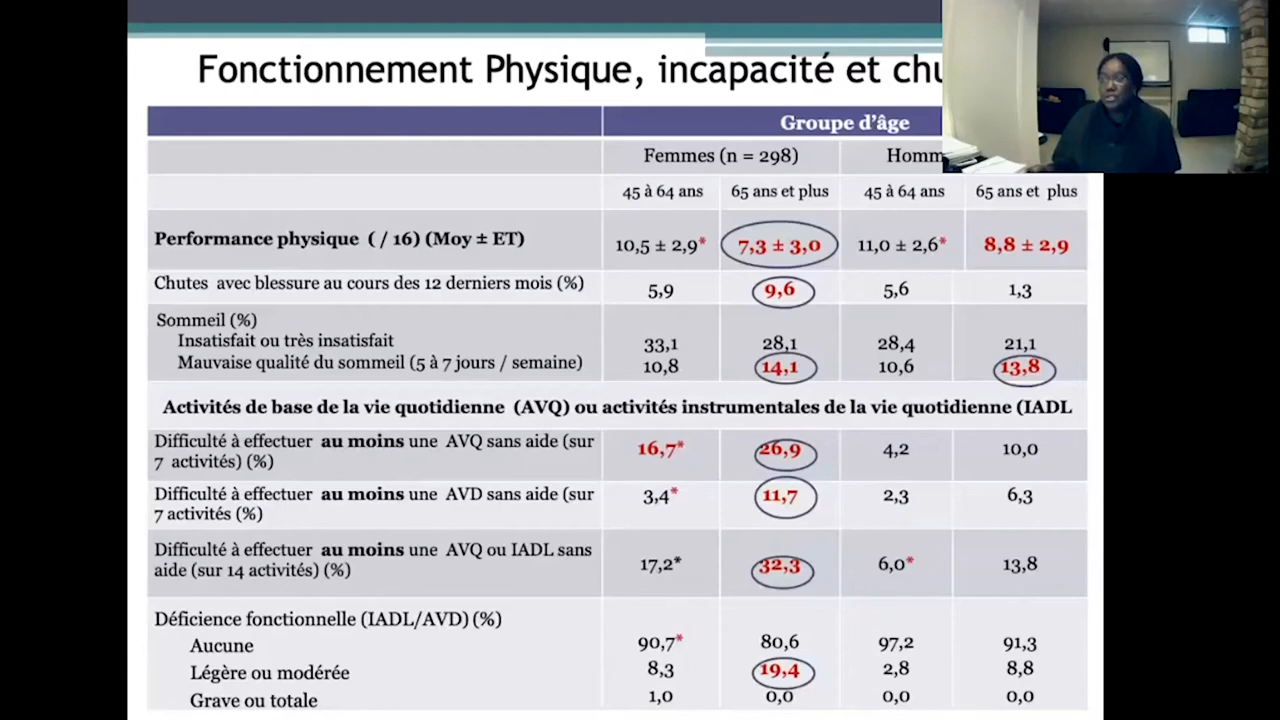 Fonctionnement Physique, incapacité et
Groupe d'âge
Femmes (n = 298)
45 à 64 ans 65 ans et plus 45 à 64 ans 65 ans et plus
Performance physique ( / 16) (Moy ± ET) 10,5 ± 2,9* 7,3 ± 3,0 11,0 ± 2,6* 8,8 ± 2,9
Chutes avec blessure au cours des 12 derniers mois (%) 5,9 9,6 5,6 1,3
Sommeil (%)
Insatisfait ou très insatisfait 33,1 28,1 28,4 21,1
Mauvaise qualité du sommeil (5 à 7 jours / semaine) 10,8 14,1 10,6 13,8
Activités de base de la vie quotidienne (AVQ) ou activités instrumentales de la vie quotidienne (IADL
Difficulté à effectuer au moins une AVQ sans aide (sur
7 activités) (%) 16,7* 26,9 4,2 10,0
Difficulté à effectuer au moins une AVD sans aide (sur
7 activités (%) 3,4* 11,7 2,3 6,3
Difficulté à effectuer au moins une AVQ ou IADL sans
aide (sur 14 activités) (%) 17,2* 32,3 6,0* 13,8
Déficience fonctionnelle (IADL/AVD) (%)
Aucune 90,7* 80,6 97,2 91,3
Légère ou modérée 8,3 19,4 2,8 8,8
Grave ou totale 1,0 0,0 0,0 0,0